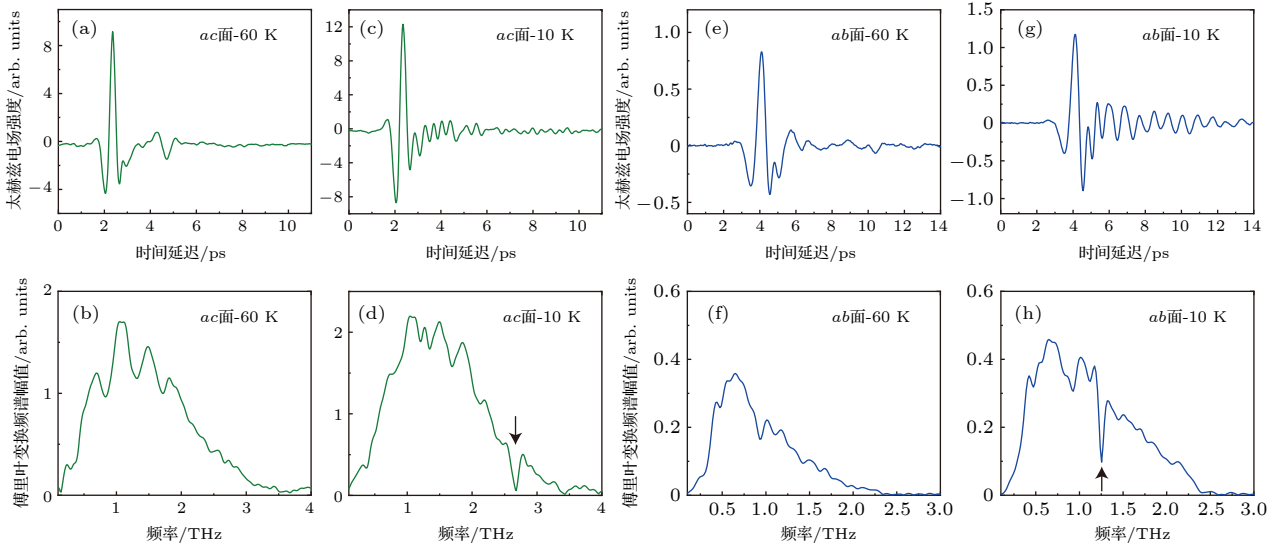 (a)
ac面-60 K
太赫兹电场强度/arb. units
8
4
0
−4
0 2 4 6 8 10
时间延迟/ps
(c)
ac面-10 K
12
8
4
0
−4
−8
0 2 4 6 8 10
时间延迟/ps
(e)
ab面-60 K
太赫兹电场强度/arb. units
1.0
0.5
0
−0.5
0 2 4 6 8 10 12 14
时间延迟/ps
(g)
ab面-10 K
1.5
1.0
0.5
0
−0.5
−1.0
0 2 4 6 8 10 12 14
时间延迟/ps
(b)
ac面-60 K
傅里叶变换频谱幅值/arb. units
2
1
0
1 2 3 4
频率/THz
(d)
ac面-10 K
2
1
0
1 2 3 4
频率/THz
(f)
ab面-60 K
傅里叶变换频谱幅值/arb. units
0.6
0.4
0.2
0
0.5 1.0 1.5 2.0 2.5 3.0
频率/THz
(h)
ab面-10 K
0.6
0.4
0.2
0
0.5 1.0 1.5 2.0 2.5 3.0
频率/THz